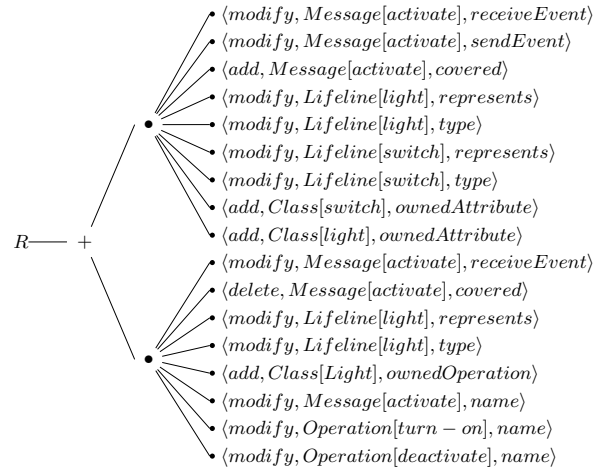 ⟨modify, Message[activate], receiveEvent⟩
⟨modify, Message[activate], sendEvent⟩
⟨add, Message[activate], covered⟩
⟨modify, Lifeline[light], represents⟩
⟨modify, Lifeline[light], type⟩
⟨modify, Lifeline[switch], represents⟩
⟨modify, Lifeline[switch], type⟩
⟨add, Class[switch], ownedAttribute⟩
⟨add, Class[light], ownedAttribute⟩
R +
⟨modify, Message[activate], receiveEvent⟩
⟨delete, Message[activate], covered⟩
⟨modify, Lifeline[light], represents⟩
⟨modify, Lifeline[light], type⟩
⟨add, Class[Light], ownedOperation⟩
⟨modify, Message[activate], name⟩
⟨modify, Operation[turn − on], name⟩
⟨modify, Operation[deactivate], name⟩